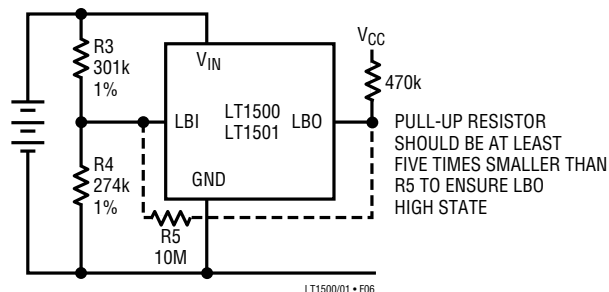 R3
301k
1%
V_IN
V_CC
470k
LBI
LT1500
LT1501
LBO
PULL-UP RESISTOR
SHOULD BE AT LEAST
FIVE TIMES SMALLER THAN
R5 TO ENSURE LBO
HIGH STATE
R4
274k
1%
GND
R5
10M
LT1500/01 • F06